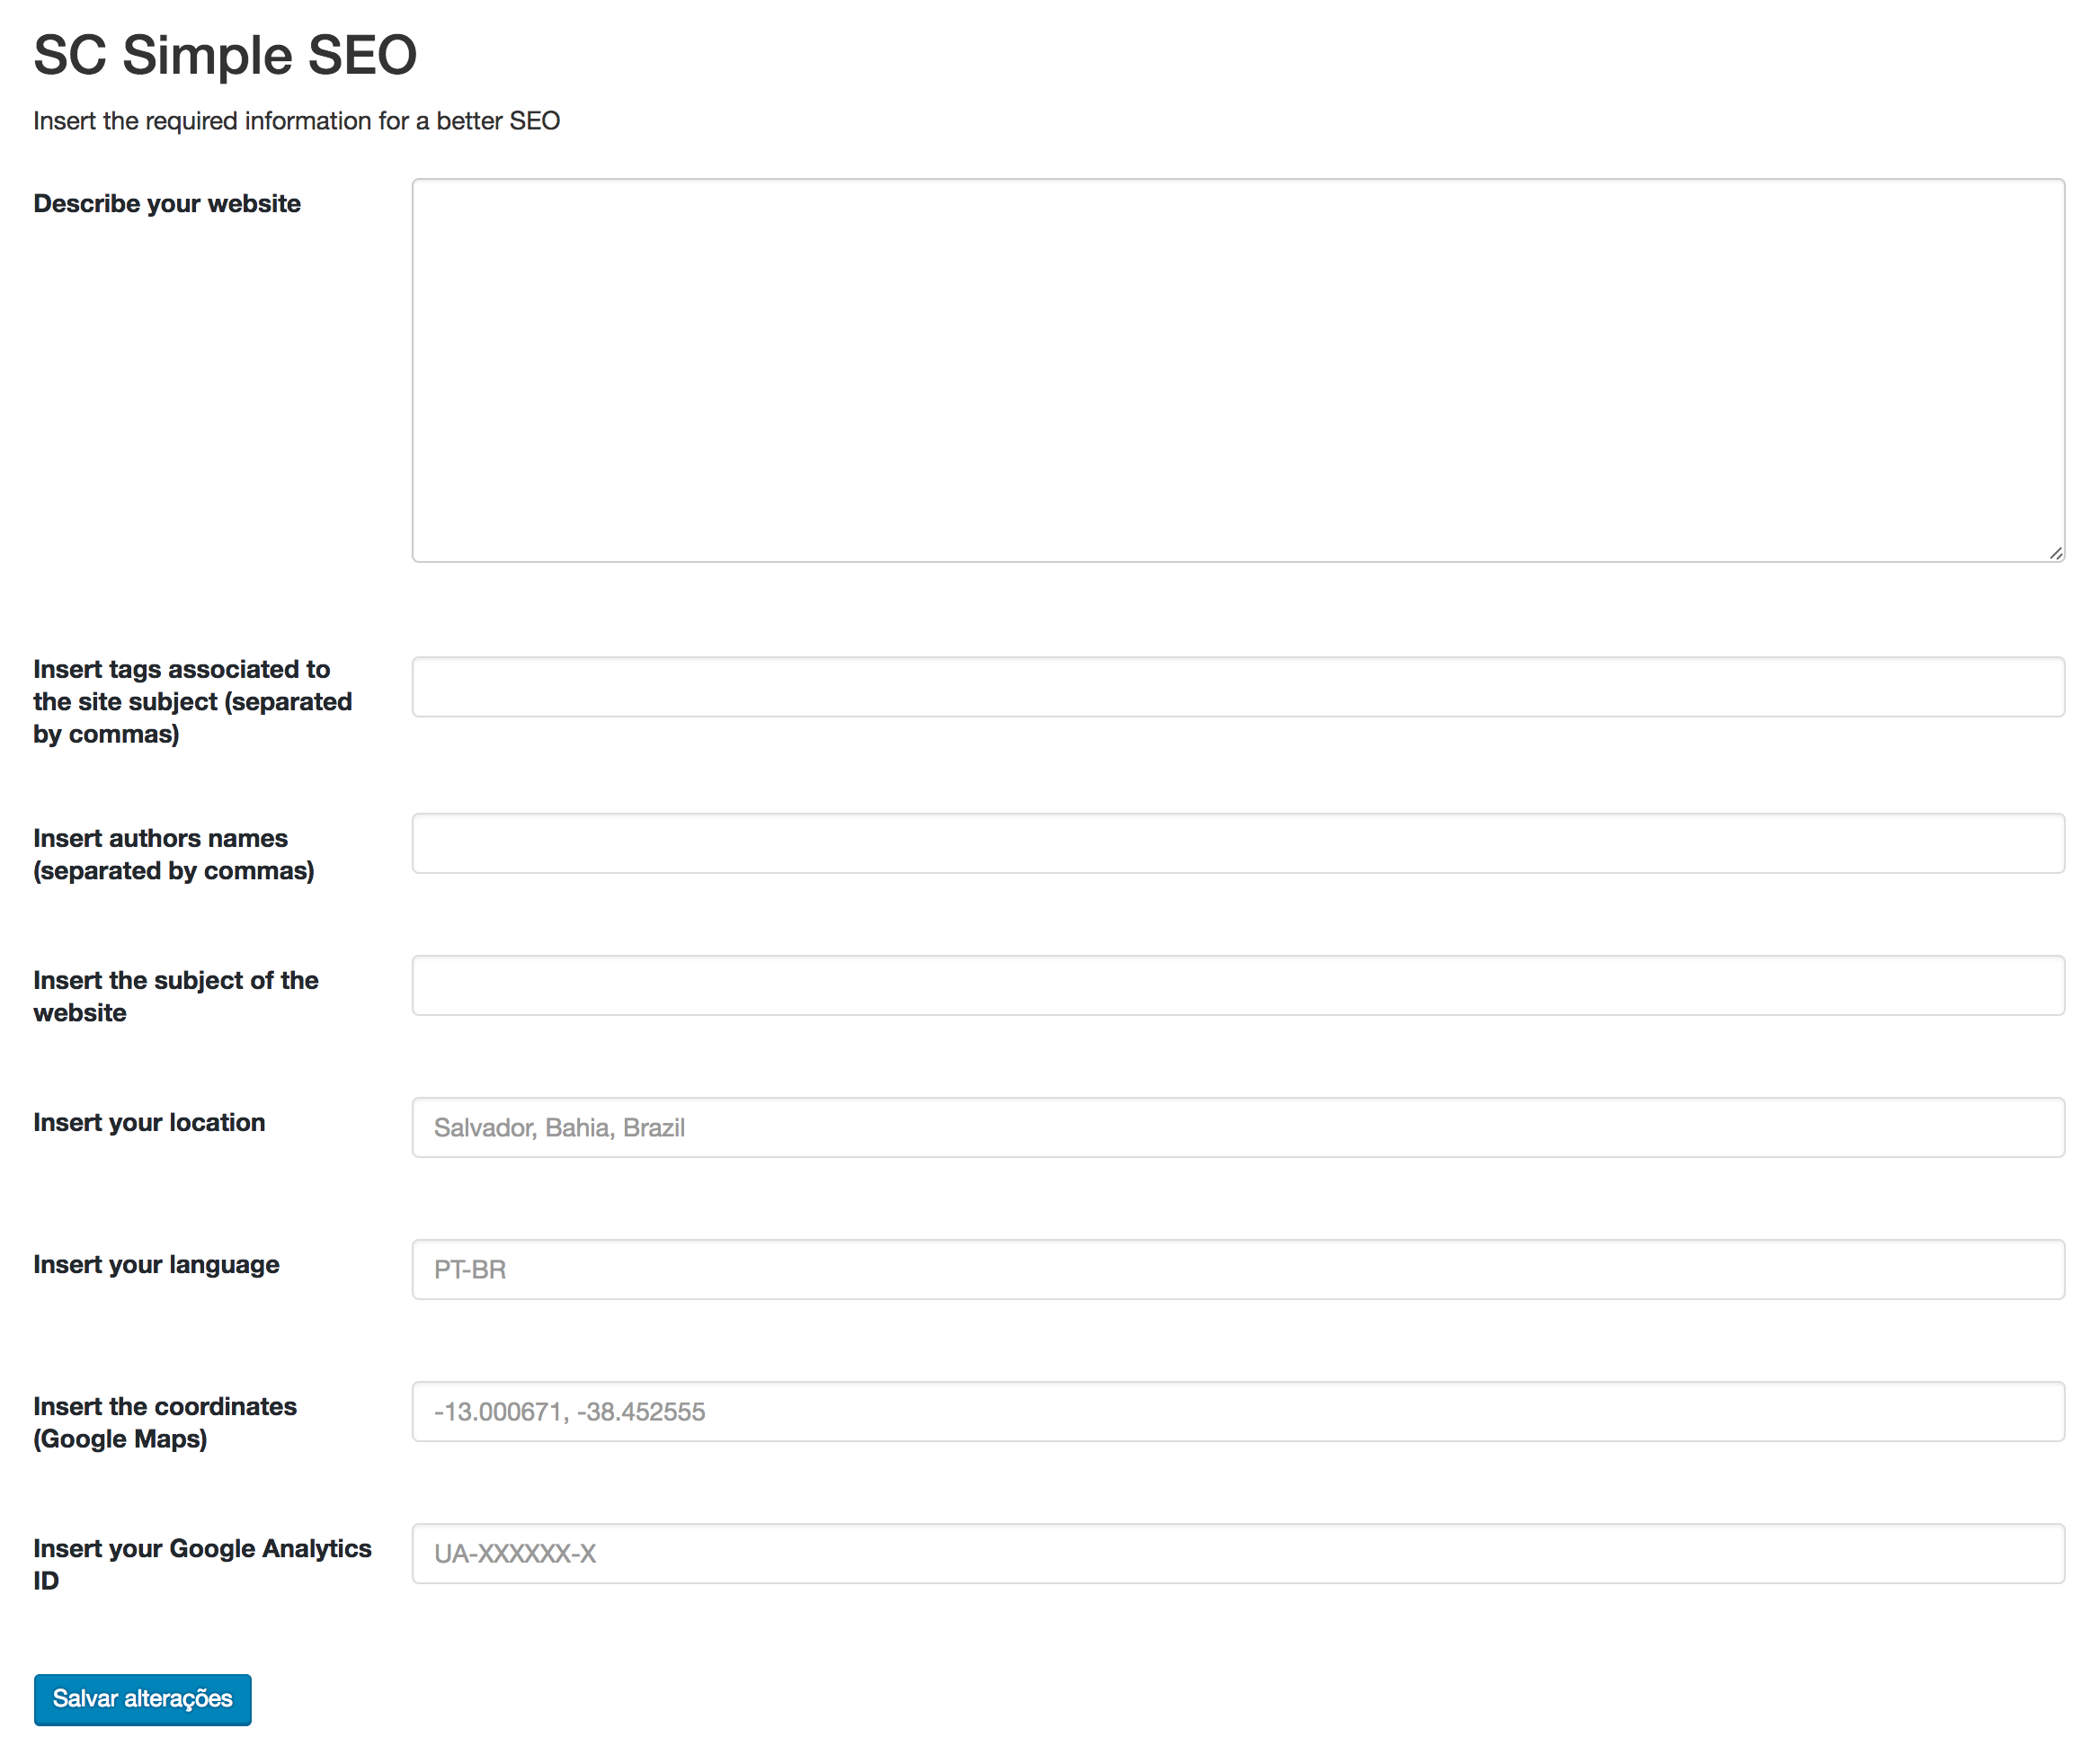 SC Simple SEO
Insert the required information for a better SEO
Describe your website
Insert tags associated to
the site subject (separated
by commas)
Insert authors names
(separated by commas)
Insert the subject of the
website
Insert your location
Salvador, Bahia, Brazil
Insert your language
PT-BR
Insert the coordinates
(Google Maps)
-13.000671, -38.452555
Insert your Google Analytics
ID
UA-XXXXXX-X
Salvar alterações